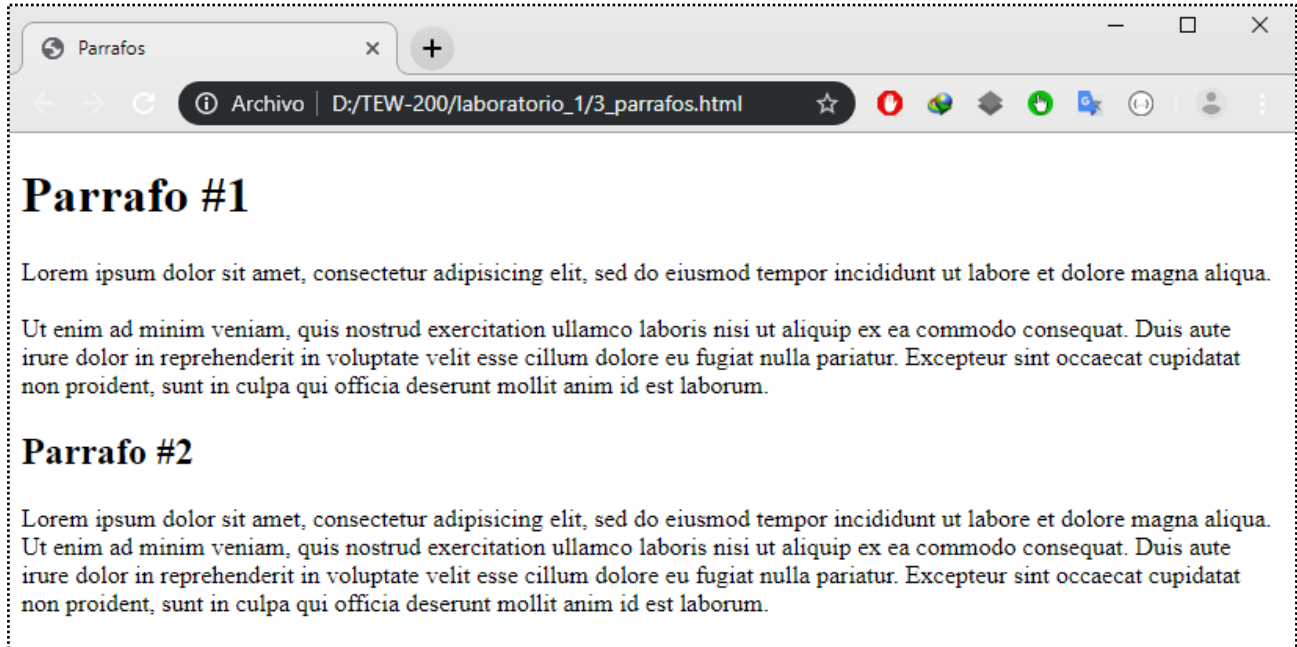 Parrafos
Archivo D:/TEW-200/laboratorio_1/3_parrafos.html
Parrafo #1
Lorem ipsum dolor sit amet, consectetur adipisicing elit, sed do eiusmod tempor incididunt ut labore et dolore magna aliqua.
Ut enim ad minim veniam, quis nostrud exercitation ullamco laboris nisi ut aliquip ex ea commodo consequat. Duis aute
irure dolor in reprehenderit in voluptate velit esse cillum dolore eu fugiat nulla pariatur. Excepteur sint occaecat cupidatat
non proident, sunt in culpa qui officia deserunt mollit anim id est laborum.
Parrafo #2
Lorem ipsum dolor sit amet, consectetur adipisicing elit, sed do eiusmod tempor incididunt ut labore et dolore magna aliqua.
Ut enim ad minim veniam, quis nostrud exercitation ullamco laboris nisi ut aliquip ex ea commodo consequat. Duis aute
irure dolor in reprehenderit in voluptate velit esse cillum dolore eu fugiat nulla pariatur. Excepteur sint occaecat cupidatat
non proident, sunt in culpa qui officia deserunt mollit anim id est laborum.